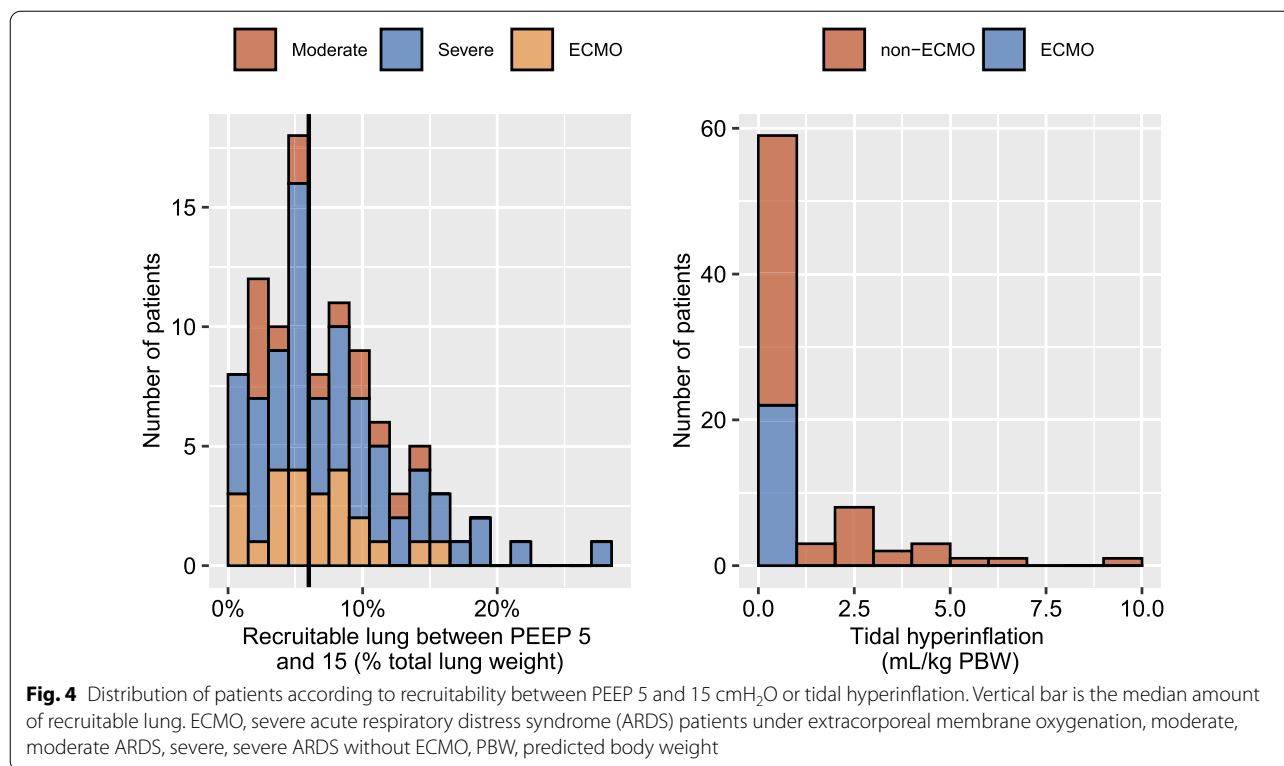 Moderate Severe ECMO
Number of patients
15
10
5
0
0% 10% 20%
Recruitable lung between PEEP 5
and 15 (% total lung weight)
non−ECMO ECMO
Number of patients
60
40
20
0
0.0 2.5 5.0 7.5 10.0
Tidal hyperinflation
(mL/kg PBW)
Fig. 4 Distribution of patients according to recruitability between PEEP 5 and 15 cmH₂O or tidal hyperinflation. Vertical bar is the median amount
of recruitable lung. ECMO, severe acute respiratory distress syndrome (ARDS) patients under extracorporeal membrane oxygenation, moderate,
moderate ARDS, severe, severe ARDS without ECMO, PBW, predicted body weight